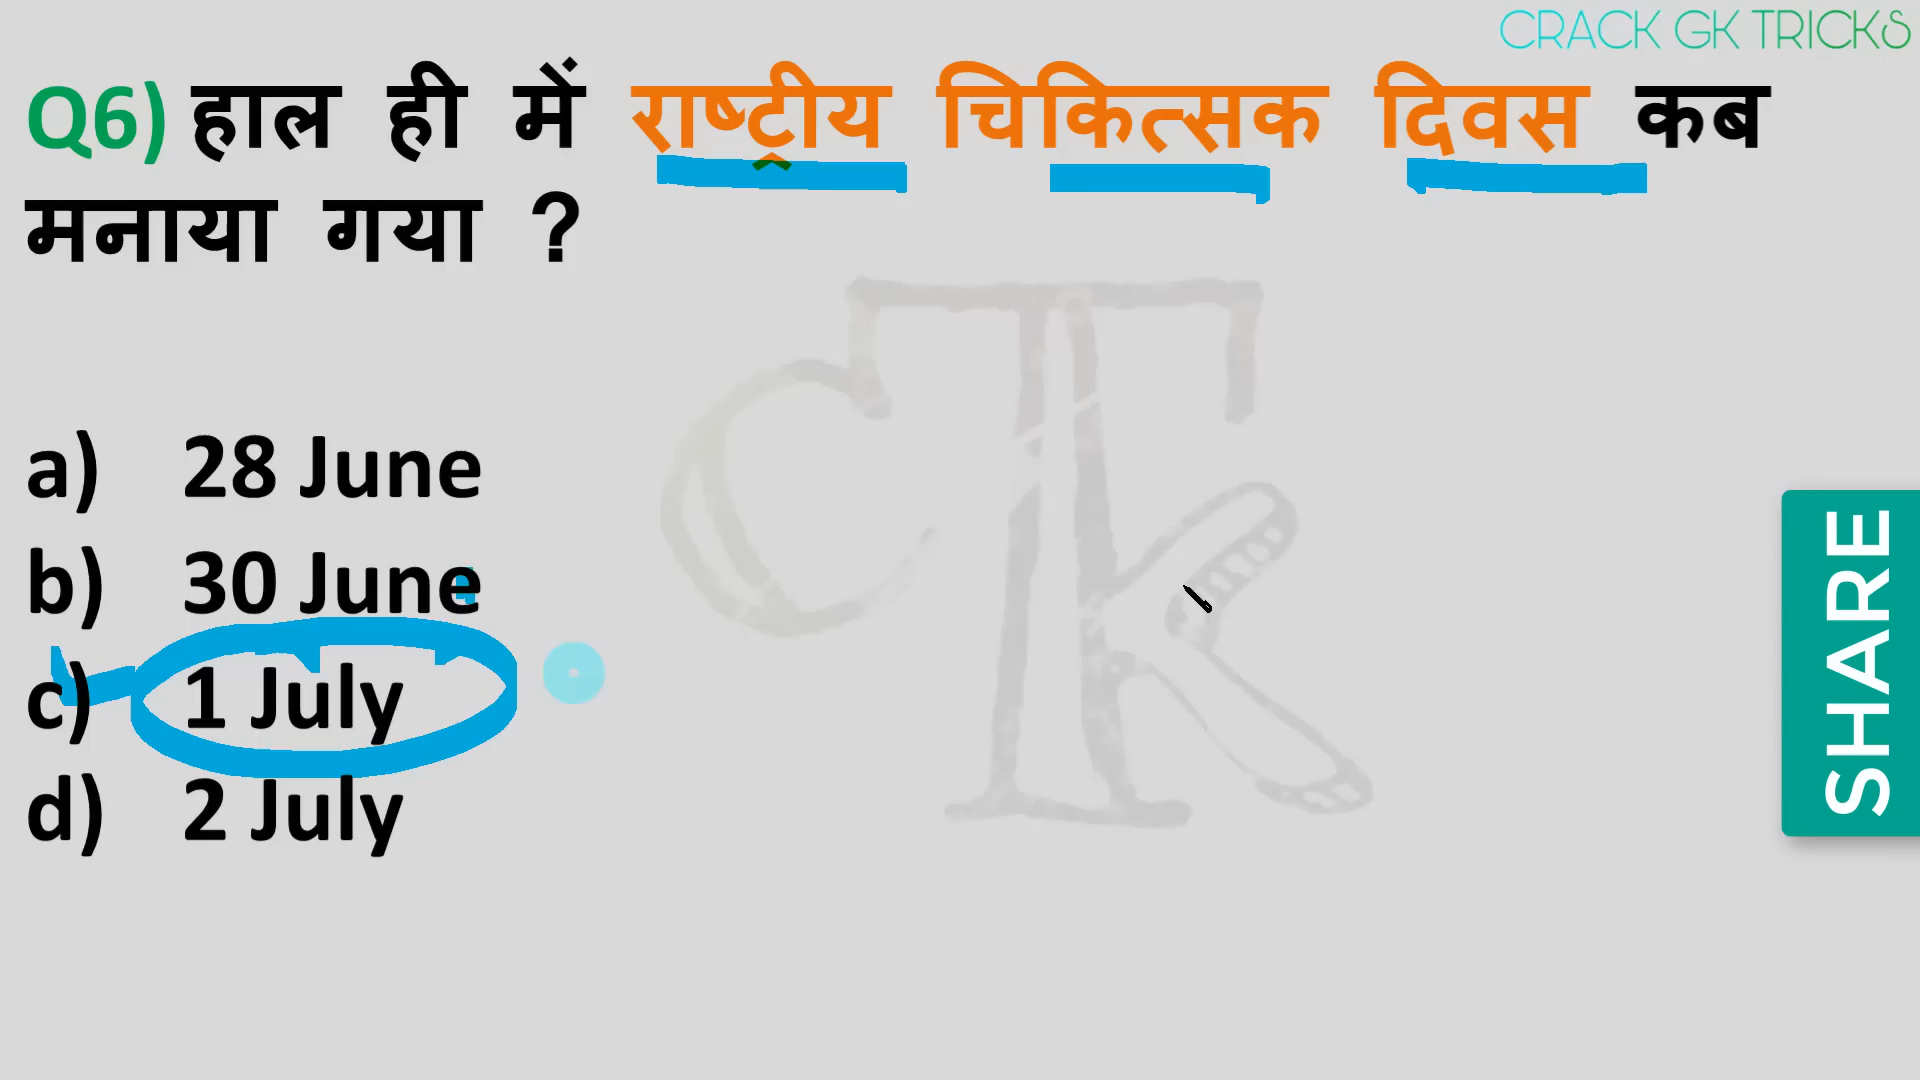 CRACK GK TRICKS
Q6) हाल ही में राष्ट्रीय चिकित्सक दिवस कब
मनाया गया ?
a) 28 June
b) 30 June
c) 1 July
d) 2 July
SHARE